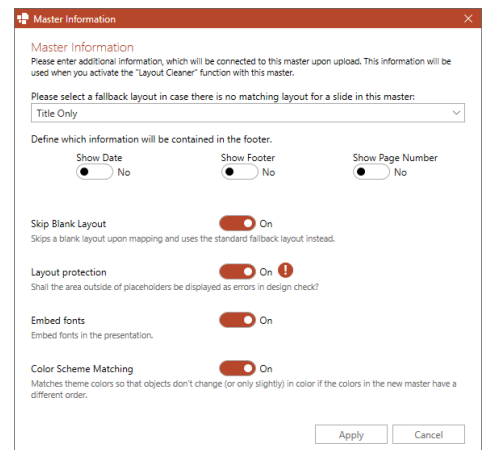 Master Information
Master Information
Please enter additional information, which will be connected to this master upon upload. This information will be
used when you activate the "Layout Cleaner" function with this master.
Please select a fallback layout in case there is no matching layout for a slide in this master:
Title Only
Define which information will be contained in the footer.
Show Date Show Footer Show Page Number
No No No
Skip Blank Layout On
Skips a blank layout upon mapping and uses the standard fallback layout instead.
Layout protection On
Shall the area outside of placeholders be displayed as errors in design check?
Embed fonts On
Embed fonts in the presentation.
Color Scheme Matching On
Matches theme colors so that objects don't change (or only slightly) in color if the colors in the new master have a
different order.
Apply Cancel